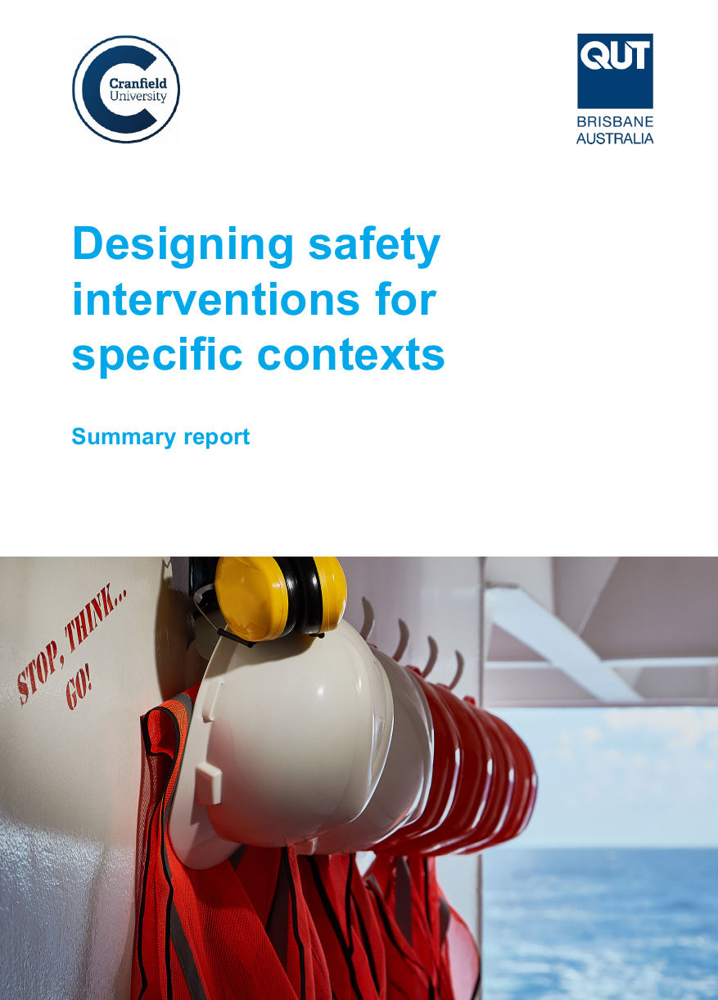 Cranfield
University
QUT
BRISBANE
AUSTRALIA
Designing safety
interventions for
specific contexts
Summary report
STOP, THINK...
GO!